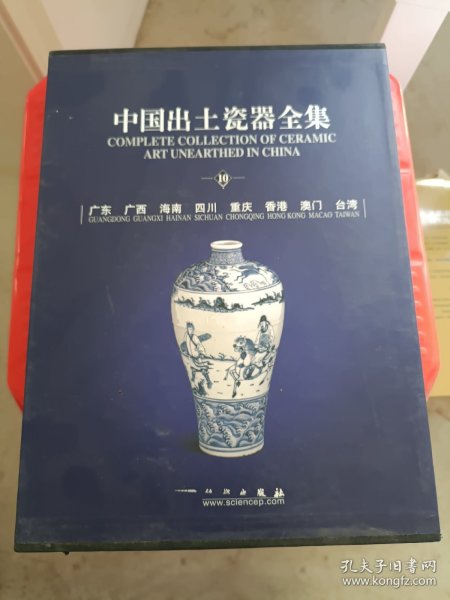 中国出土瓷器全集
COMPLETE COLLECTION OF CERAMIC
ART UNEARTHED IN CHINA
10
广东 广西 海南 四川 重庆 香港 澳门 台湾
GUANGDONG GUANGXI HAINAN SICHUAN CHONGQING HONG KONG MACAO TAIWAN
出版社
www.sciencep.com
孔夫子旧书网
www.kongfz.com